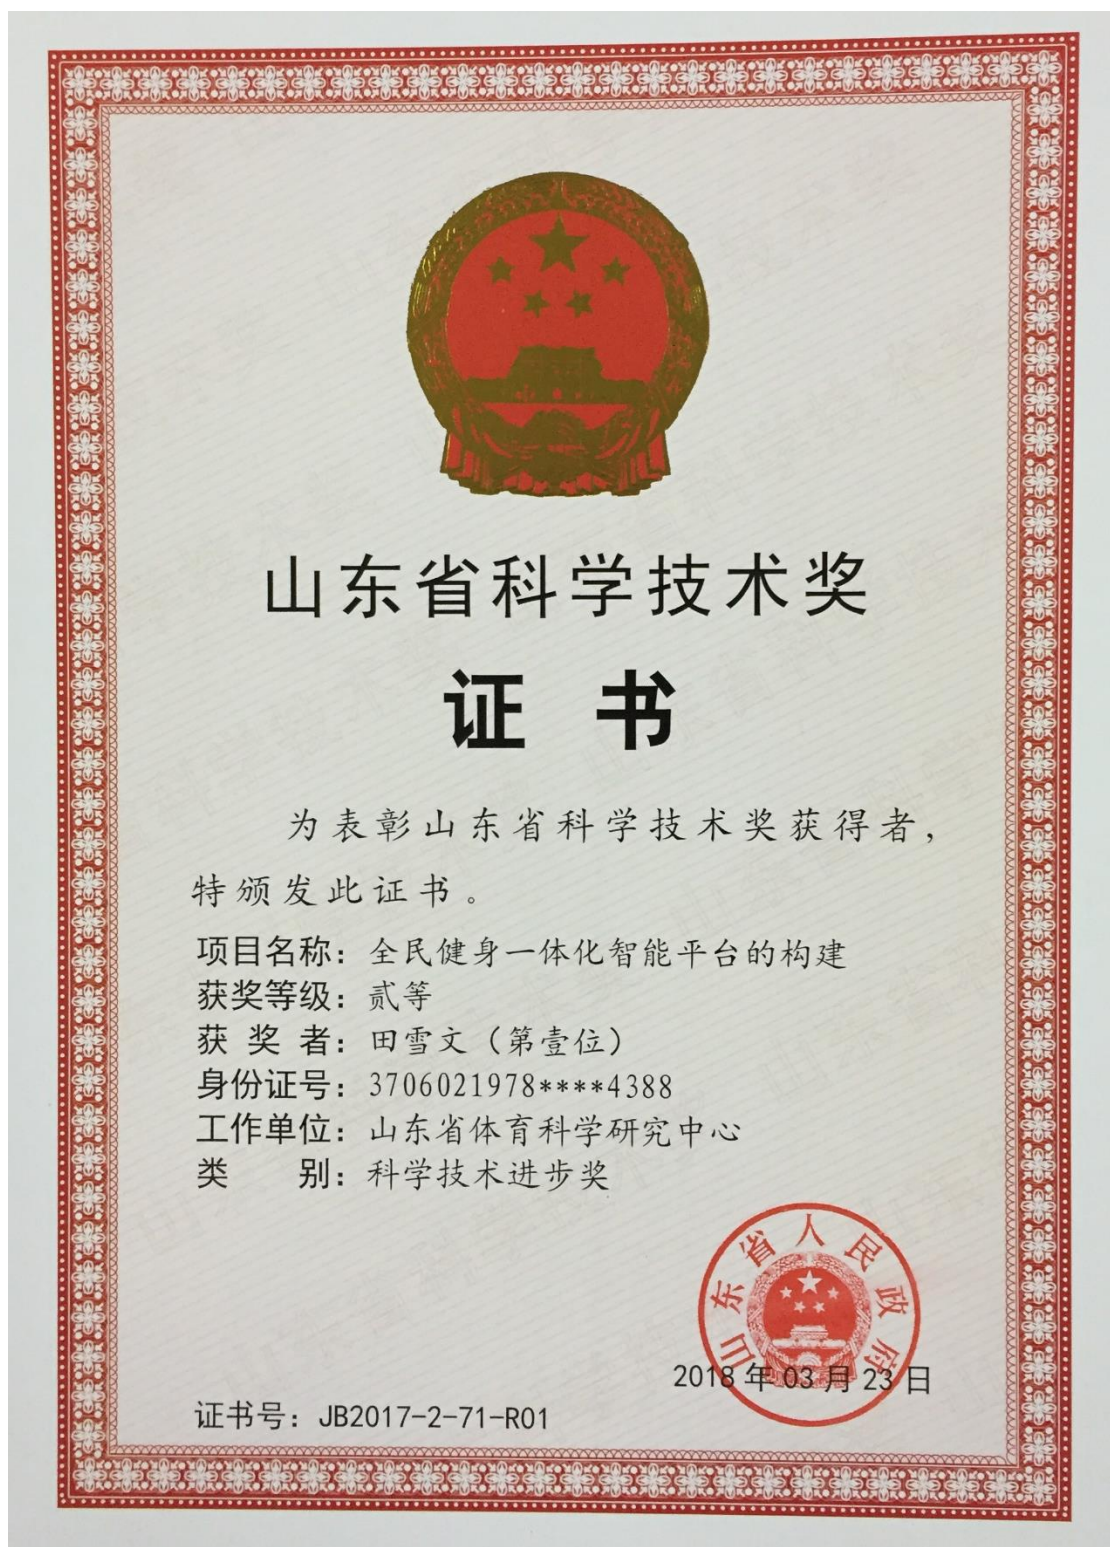 山东省科学技术奖
证书
为表彰山东省科学技术奖获得者，
特颁发此证书。
项目名称：全民健身一体化智能平台的构建
获奖等级：贰等
获奖者：田雪文（第壹位）
身份证号：3706021978****4388
工作单位：山东省体育科学研究中心
类别：科学技术进步奖
山东省人民政府
2018年03月23日
证书号：JB2017-2-71-R01